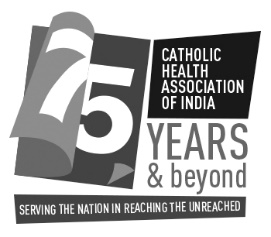 75
CATHOLIC
HEALTH
ASSOCIATION
OF INDIA
YEARS
& beyond
SERVING THE NATION IN REACHING THE UNREACHED